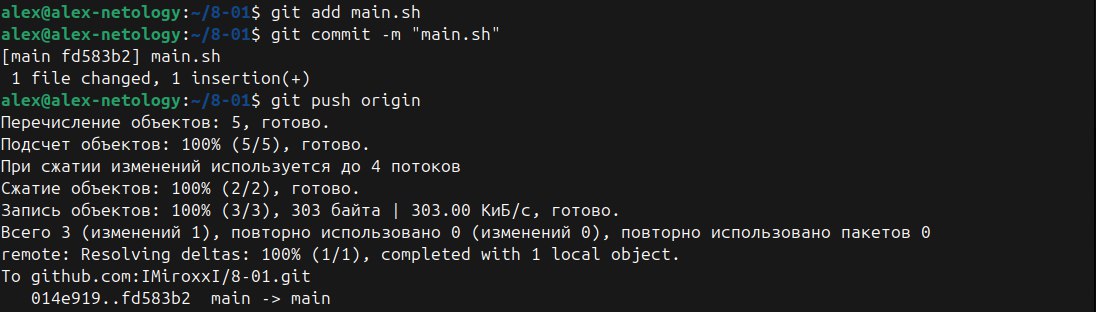 alex@alex-netology:~/8-01$ git add main.sh
alex@alex-netology:~/8-01$ git commit -m "main.sh"
[main fd583b2] main.sh
 1 file changed, 1 insertion(+)
alex@alex-netology:~/8-01$ git push origin
Перечисление объектов: 5, готово.
Подсчет объектов: 100% (5/5), готово.
При сжатии изменений используется до 4 потоков
Сжатие объектов: 100% (2/2), готово.
Запись объектов: 100% (3/3), 303 байта | 303.00 КиБ/с, готово.
Всего 3 (изменений 1), повторно использовано 0 (изменений 0), повторно использовано пакетов 0
remote: Resolving deltas: 100% (1/1), completed with 1 local object.
To github.com:IMiroxxI/8-01.git
   014e919..fd583b2  main -> main